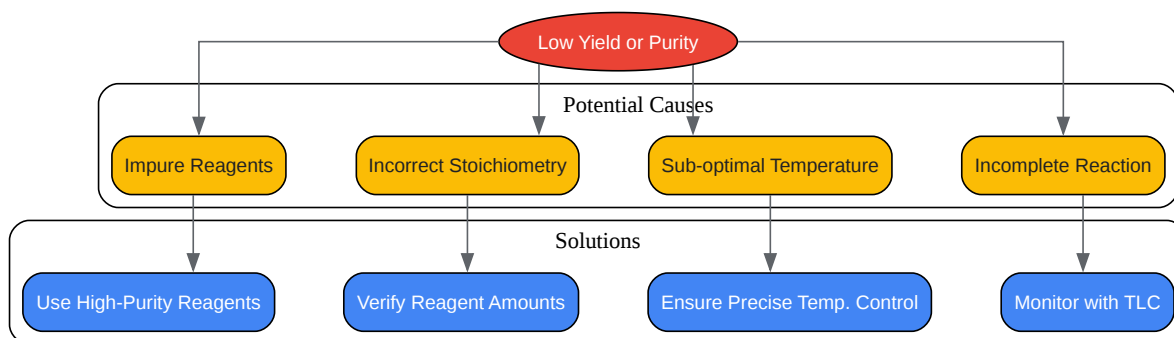 Low Yield or Purity
Potential Causes
Impure Reagents
Incorrect Stoichiometry
Sub-optimal Temperature
Incomplete Reaction
Solutions
Use High-Purity Reagents
Verify Reagent Amounts
Ensure Precise Temp. Control
Monitor with TLC